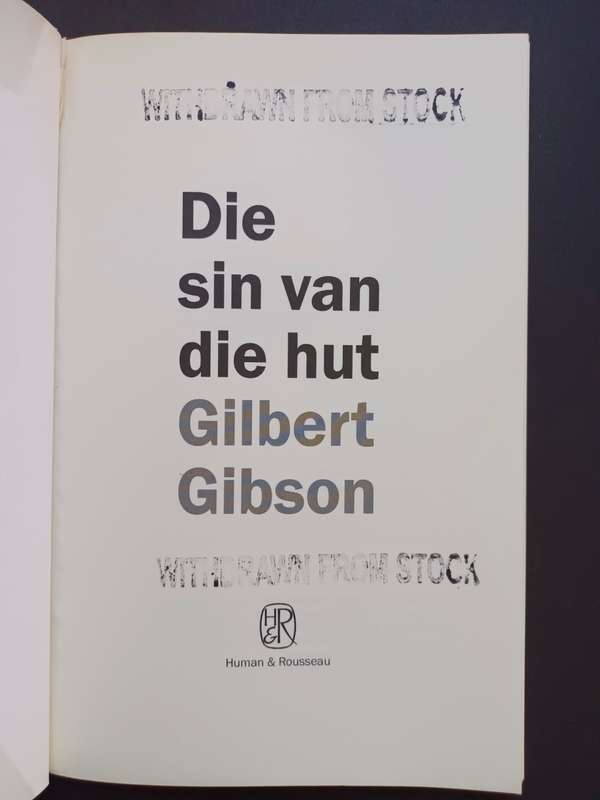 WITHDRAWN FROM STOCK
Die
sin van
die hut
Gilbert
Gibson
WITHDRAWN FROM STOCK
H&R
Human & Rousseau